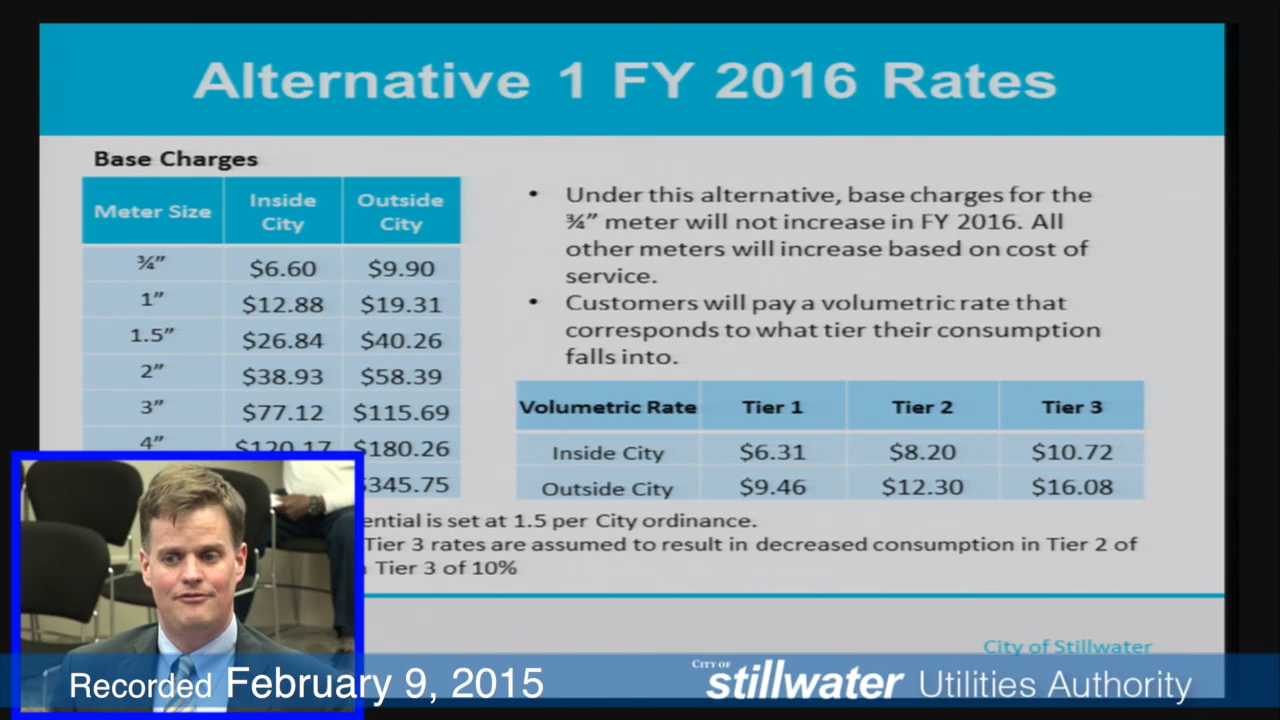 Alternative 1 FY 2016 Rates
Base Charges
Meter Size Inside City Outside City
¾” $6.60 $9.90
1” $12.88 $19.31
1.5” $26.84 $40.26
2” $38.93 $58.39
3” $77.12 $115.69
4” $120.17 $180.26
$345.75
• Under this alternative, base charges for the
¾” meter will not increase in FY 2016. All
other meters will increase based on cost of
service.
• Customers will pay a volumetric rate that
corresponds to what tier their consumption
falls into.
Volumetric Rate Tier 1 Tier 2 Tier 3
Inside City $6.31 $8.20 $10.72
Outside City $9.46 $12.30 $16.08
ential is set at 1.5 per City ordinance.
Tier 3 rates are assumed to result in decreased consumption in Tier 2 of
Tier 3 of 10%
City of Stillwater
Recorded February 9, 2015
CITY OF
stillwater Utilities Authority